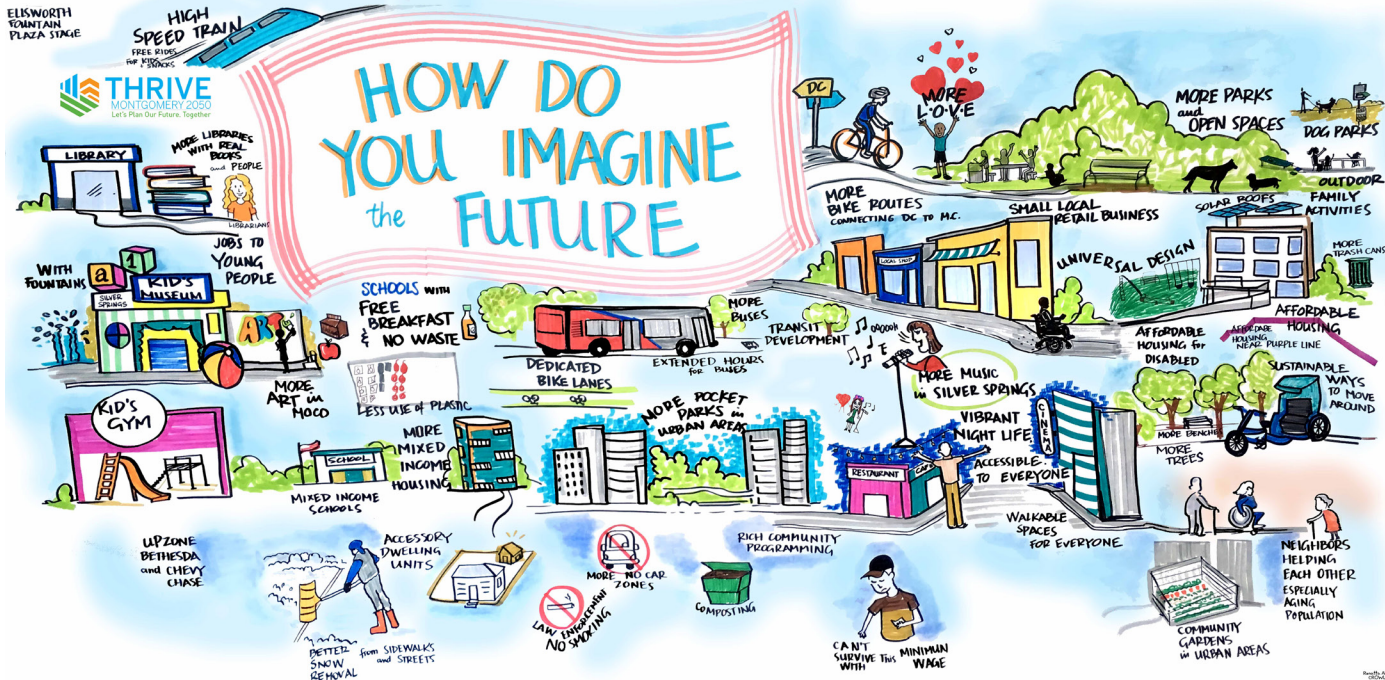 ELISWORTH
FOUNTAIN
PLAZA STAGE
HIGH
SPEED TRAIN
FREE RIDES
FOR KIDS
& SNACKS
THRIVE
MONTGOMERY 2050
Let's Plan Our Future. Together
HOW DO
YOU IMAGINE
the FUTURE
DC
MORE
L·O·V·E
MORE PARKS
and
OPEN SPACES
DOG PARKS
OUTDOOR
FAMILY
ACTIVITIES
LIBRARY
MORE LIBRARIES
WITH REAL
BOOKS
and PEOPLE
LIBRARIANS
MORE
BIKE ROUTES
CONNECTING DC to M.C.
SMALL LOCAL
RETAIL BUSINESS
LOCAL SHOP
SOLAR ROOFS
UNIVERSAL DESIGN
MORE
TRASH CANS
JOBS TO
YOUNG
PEOPLE
WITH
FOUNTAINS
a
1
KID'S
MUSEUM
SILVER
SPRINGS
ART
MORE
ART in
MOCO
SCHOOLS WITH
FREE
BREAKFAST
& NO WASTE
LESS USE of PLASTIC
MORE
BUSES
EXTENDED HOURS
for BUSES
DEDICATED
BIKE LANES
TRANSIT
DEVELOPMENT
OOOOOh
MORE MUSIC
in SILVER SPRINGS
AFFORDABLE
HOUSING for
DISABLED
AFFORDABLE
HOUSING
AFFORDABE
HOUSING
NEAR PURPLE LINE
SUSTAINABLE
WAYS
TO MOVE
AROUND
MORE BENCHE
MORE
TREES
KID'S
GYM
SCHOOL
MIXED INCOME
SCHOOLS
MORE
MIXED
INCOME
HOUSING
MORE POCKET
PARKS in
URBAN AREAS
VIBRANT
NIGHT LIFE
ACCESSIBLE
TO EVERYONE
RESTAURANT
CAFE
CINEMA
WALKABLE
SPACES
FOR EVERYONE
UPZONE
BETHESDA
and CHEVY
CHASE
BETTER
SNOW
REMOVAL
from SIDEWALKS
and STREETS
ACCESSORY
DWELLING
UNITS
LAW ENFORCEMENT
NO SMOKING
MORE NO CAR
ZONES
COMPOSTING
RICH COMMUNITY
PROGRAMMING
CAN'T
SURVIVE This MINIMUN
WITH WAGE
COMMUNITY
GARDENS
in URBAN AREAS
NEIGHBORS
HELPING
EACH OTHER
ESPECIALLY
AGING
POPULATION